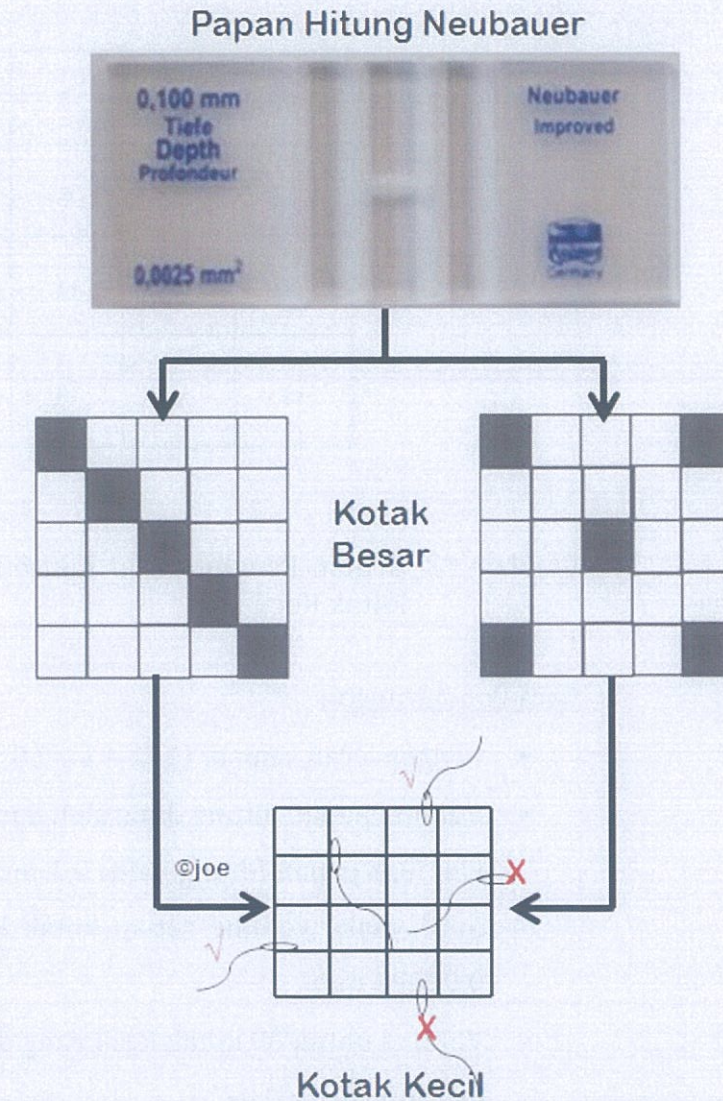 Papan Hitung Neubauer
0,100 mm
Tiefe
Depth
Profondeur
0,0025 mm²
Neubauer
Improved
Germany
Kotak
Besar
©joe
√
X
√
X
Kotak Kecil